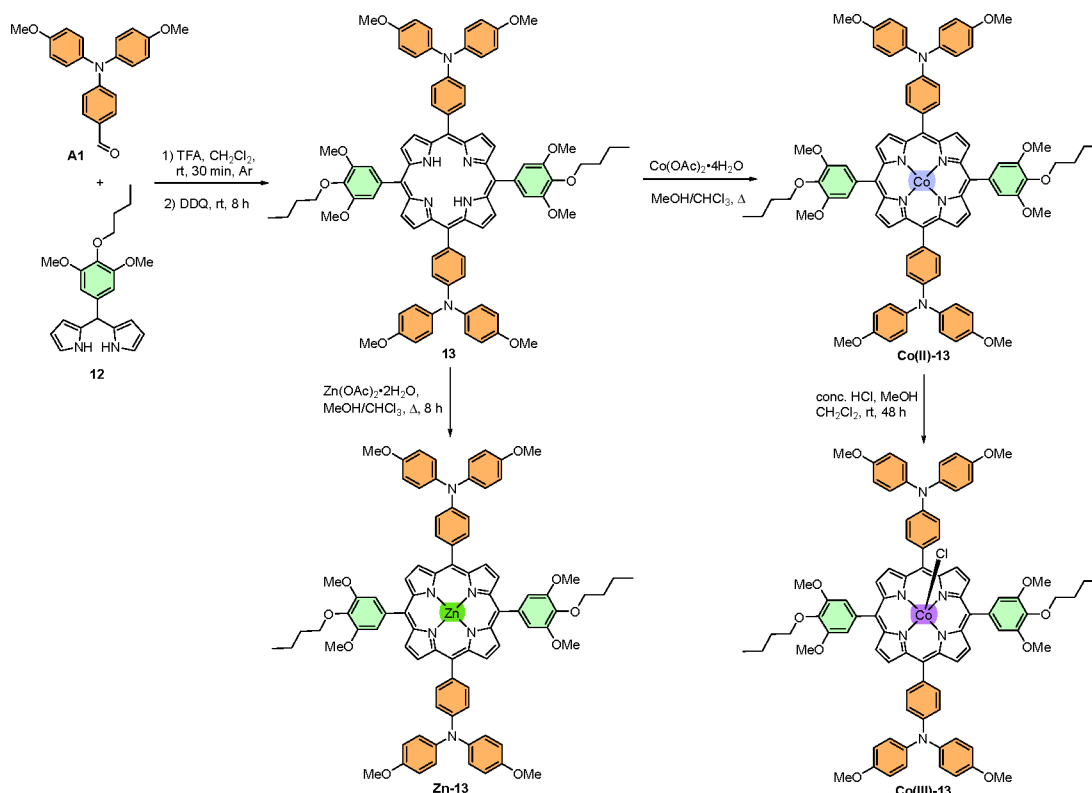 MeO OMe
N
O
A1
+
O
MeO OMe
NH HN
12
1) TFA, CH2Cl2,
rt, 30 min, Ar
2) DDQ, rt, 8 h
MeO OMe
N
MeO OMe
NH N
O O
N HN
OMe MeO
N
MeO OMe
13
Co(OAc)2•4H2O
MeOH/CHCl3, Δ
MeO OMe
N
MeO OMe
N N
O Co O
N N
MeO OMe
N
MeO OMe
Co(II)-13
Zn(OAc)2•2H2O,
MeOH/CHCl3, Δ, 8 h
conc. HCl, MeOH
CH2Cl2, rt, 48 h
MeO OMe
N
MeO OMe
N N
O Zn O
N N
MeO OMe
N
MeO OMe
Zn-13
MeO OMe
N
Cl
MeO OMe
N N
O Co O
N N
MeO OMe
N
MeO OMe
Co(III)-13